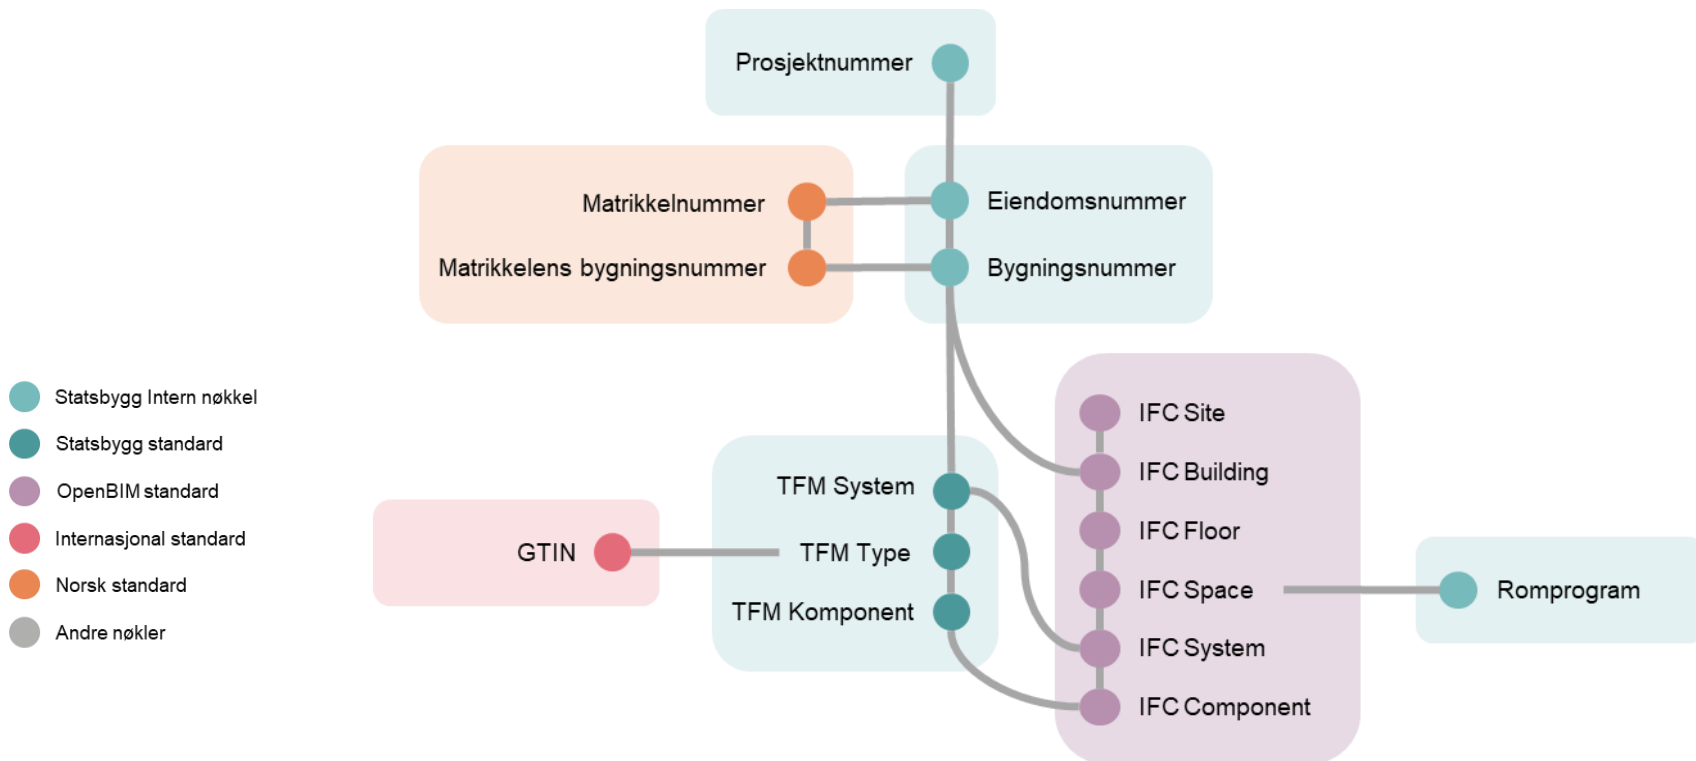 Prosjektnummer
Matrikkelnummer
Eiendomsnummer
Matrikkelens bygningsnummer
Bygningsnummer
Statsbygg Intern nøkkel
Statsbygg standard
OpenBIM standard
Internasjonal standard
Norsk standard
Andre nøkler
GTIN
TFM System
TFM Type
TFM Komponent
IFC Site
IFC Building
IFC Floor
IFC Space
IFC System
IFC Component
Romprogram